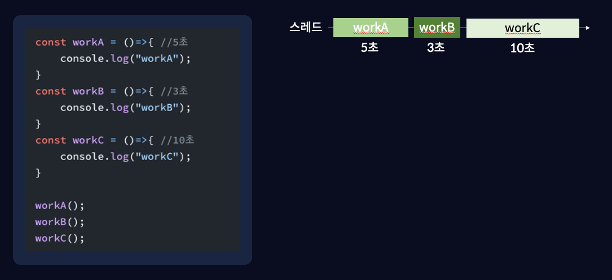 const workA = ()=>{ //5초
    console.log("workA");
}
const workB = ()=>{ //3초
    console.log("workB");
}
const workC = ()=>{ //10초
    console.log("workC");
}

workA();
workB();
workC();
스레드 workA workB workC
5초 3초 10초